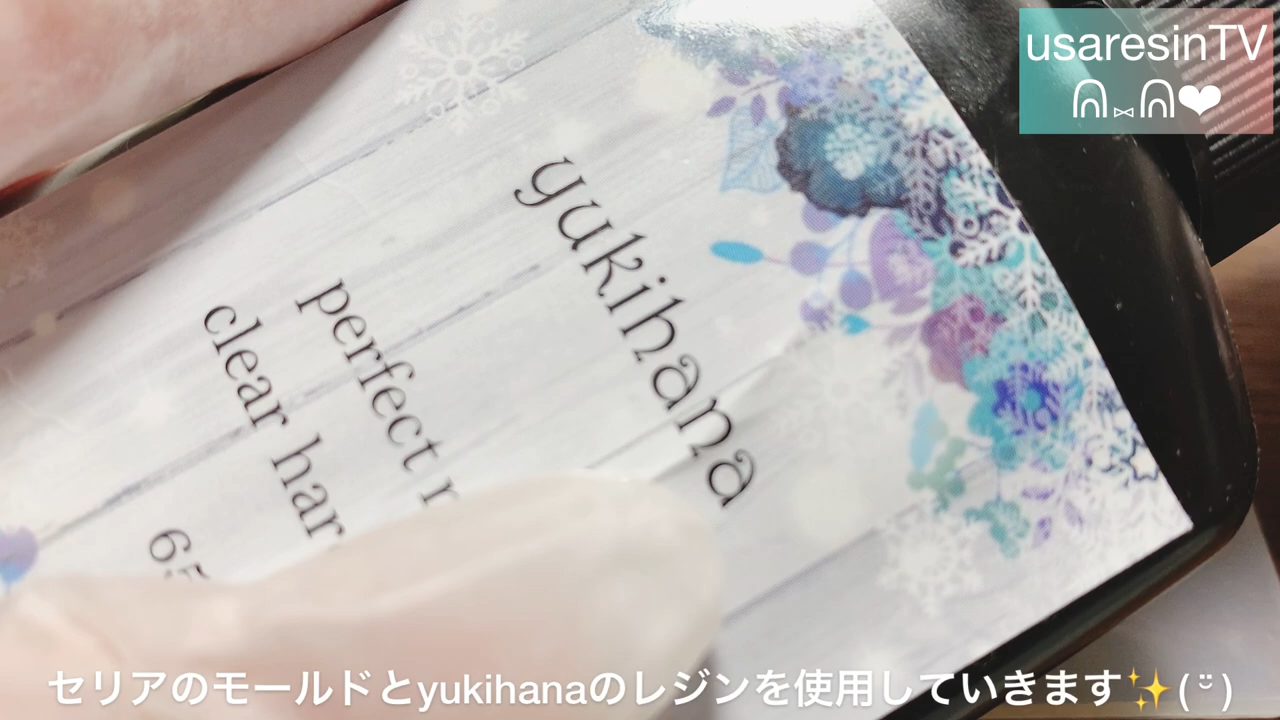 usaresinTV
yukihana
perfect
clear har
65
セリアのモールドとyukihanaのレジンを使用していきます✨